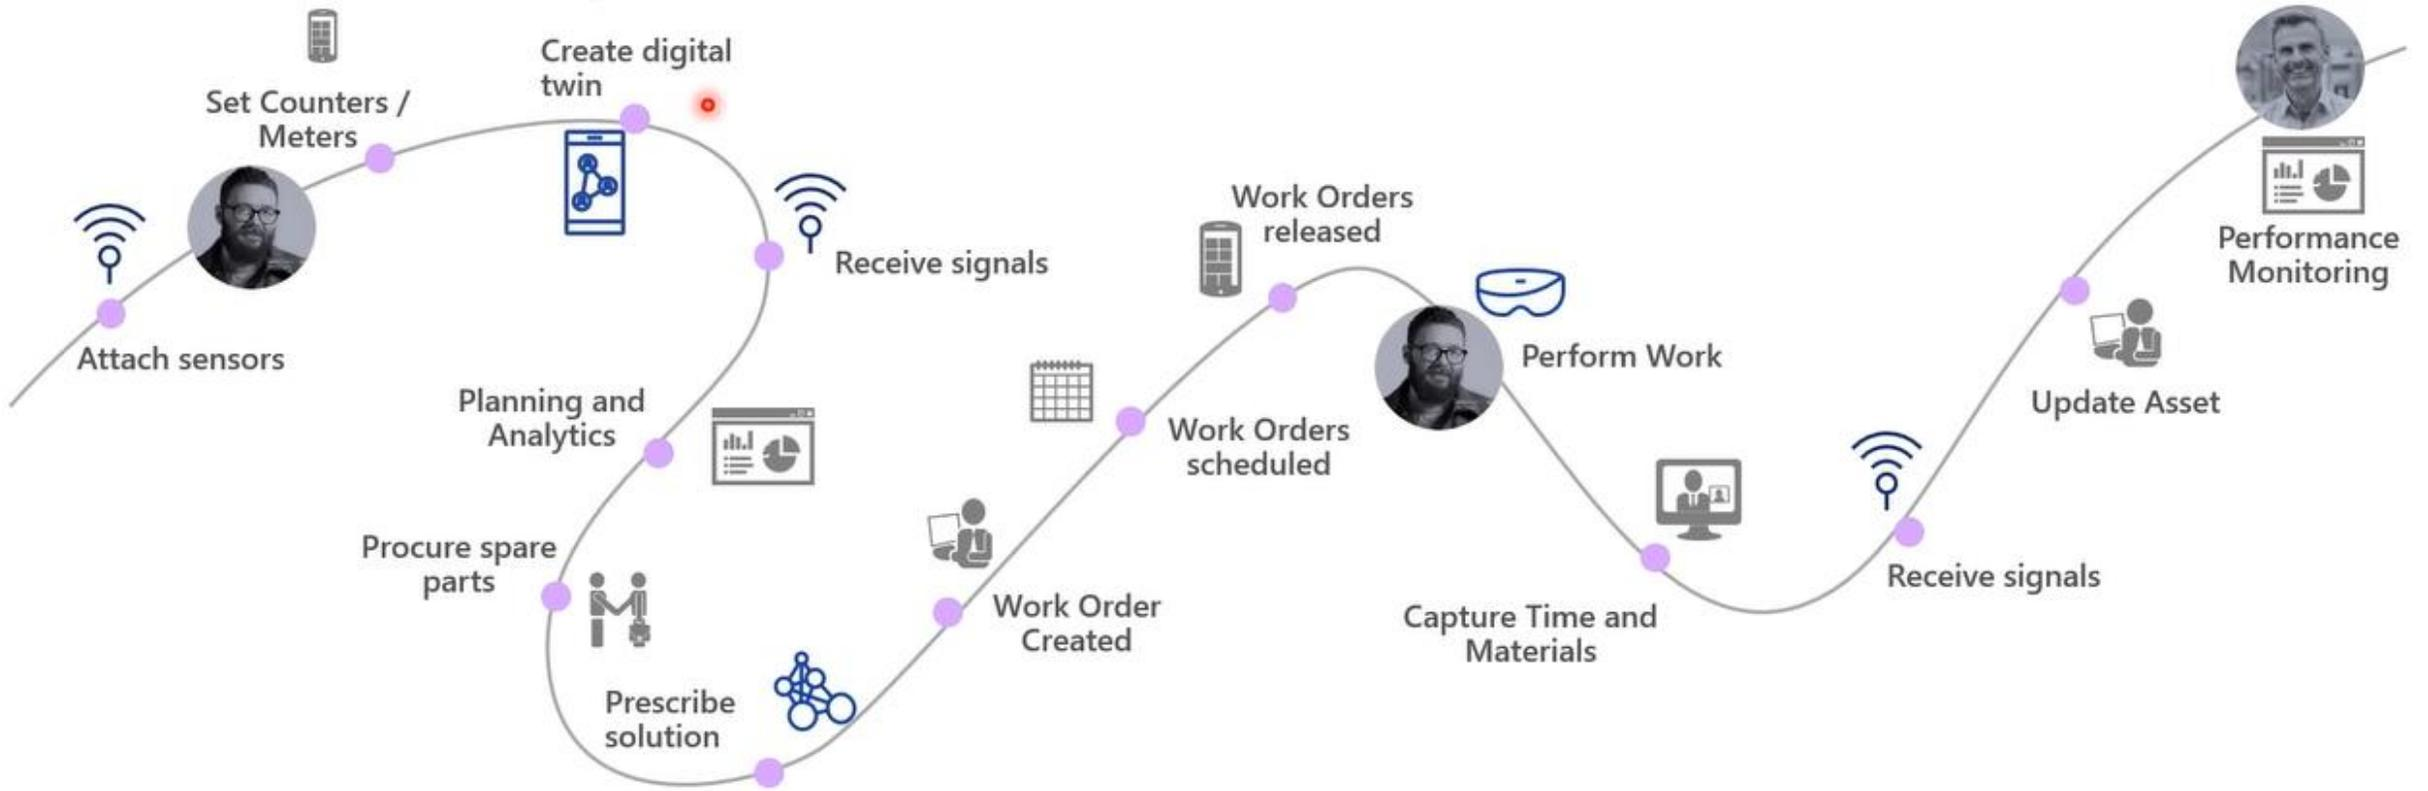 Attach sensors
Set Counters /
Meters
Create digital
twin
Receive signals
Planning and
Analytics
Procure spare
parts
Prescribe
solution
Work Order
Created
Work Orders
scheduled
Work Orders
released
Perform Work
Capture Time and
Materials
Receive signals
Update Asset
Performance
Monitoring